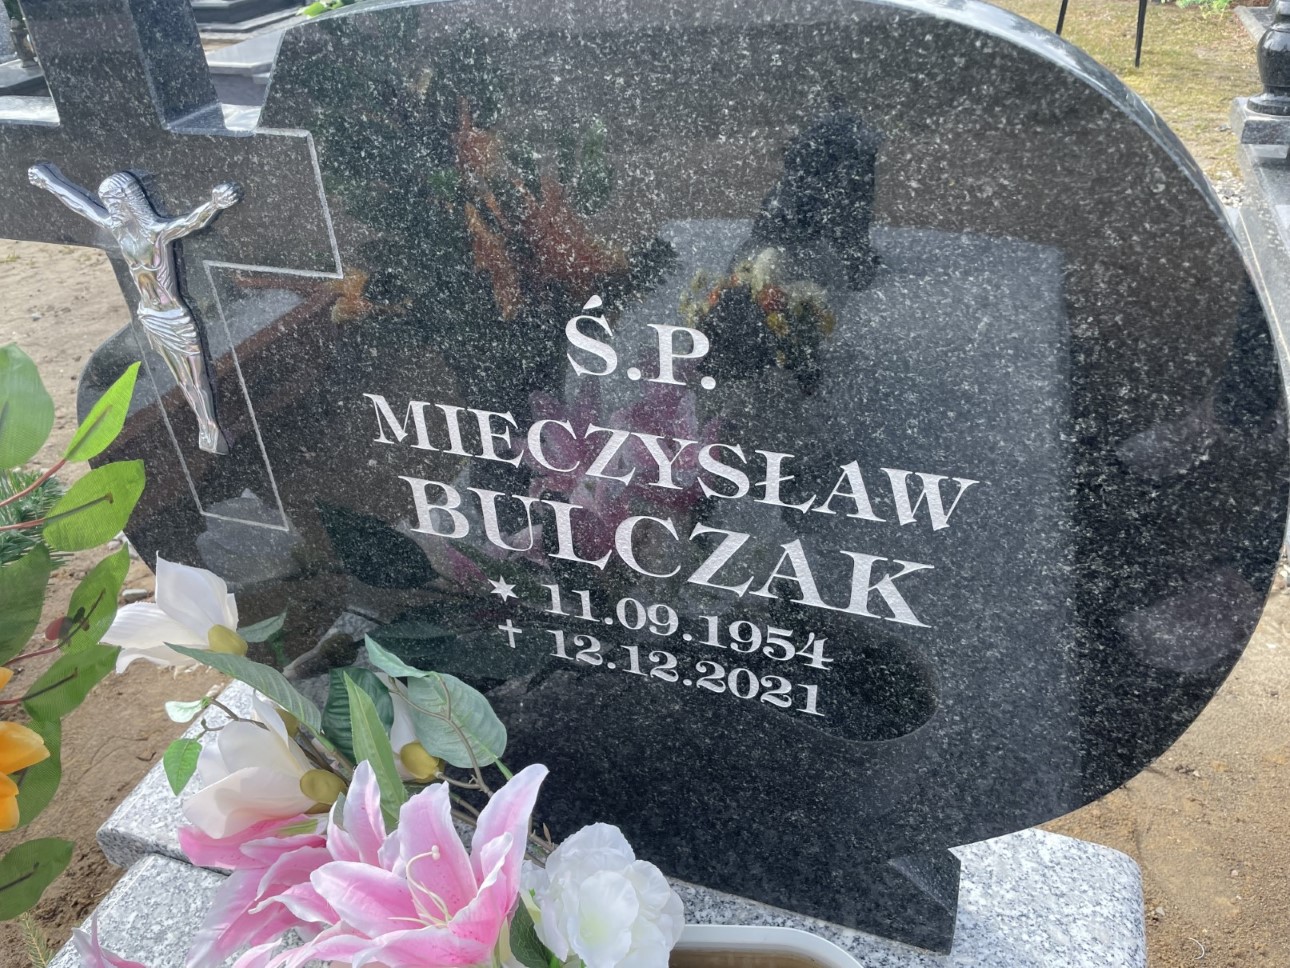 Ś.P.
MIECZYSŁAW
BULCZAK
✶ 11.09.1954
✝ 12.12.2021